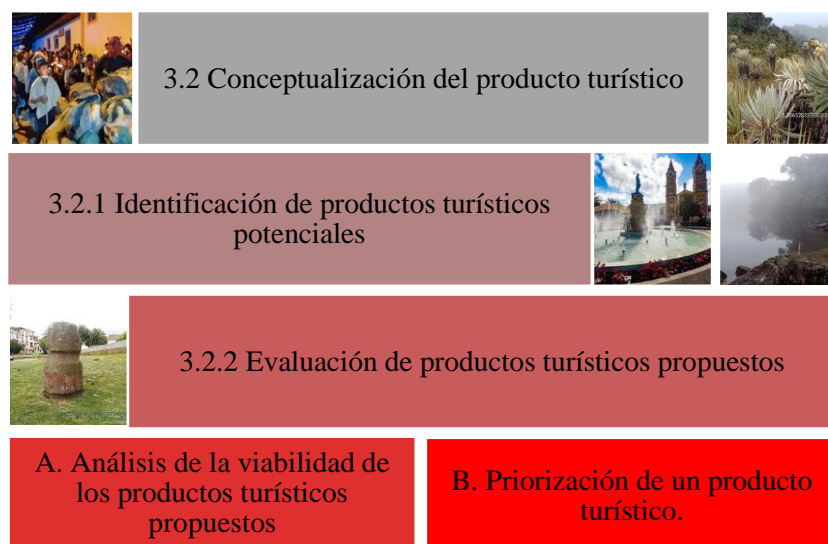 3.2 Conceptualización del producto turístico
3.2.1 Identificación de productos turísticos
potenciales
3.2.2 Evaluación de productos turísticos propuestos
A. Análisis de la viabilidad de
los productos turísticos
propuestos
B. Priorización de un producto
turístico.